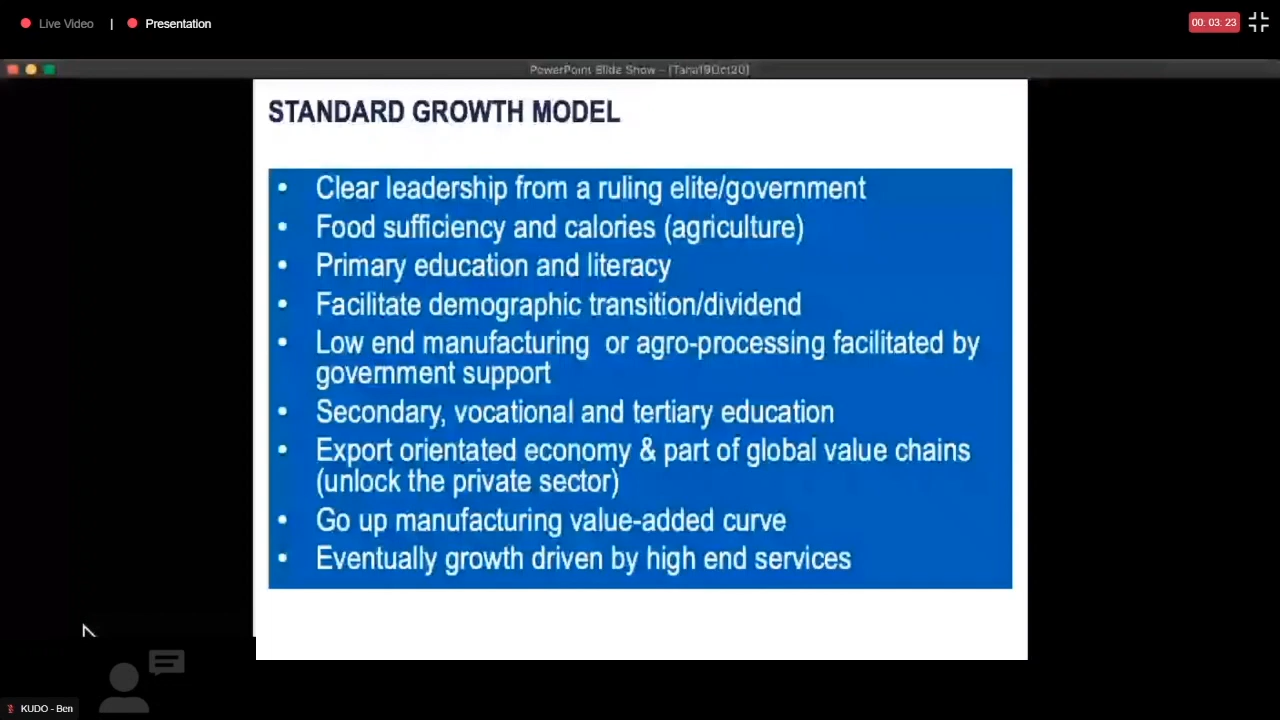 Live Video | Presentation
00: 03: 23
PowerPoint Slide Show - [Tana19Oct20]
STANDARD GROWTH MODEL
• Clear leadership from a ruling elite/government
• Food sufficiency and calories (agriculture)
• Primary education and literacy
• Facilitate demographic transition/dividend
• Low end manufacturing or agro-processing facilitated by
government support
• Secondary, vocational and tertiary education
• Export orientated economy & part of global value chains
(unlock the private sector)
• Go up manufacturing value-added curve
• Eventually growth driven by high end services
KUDO - Ben